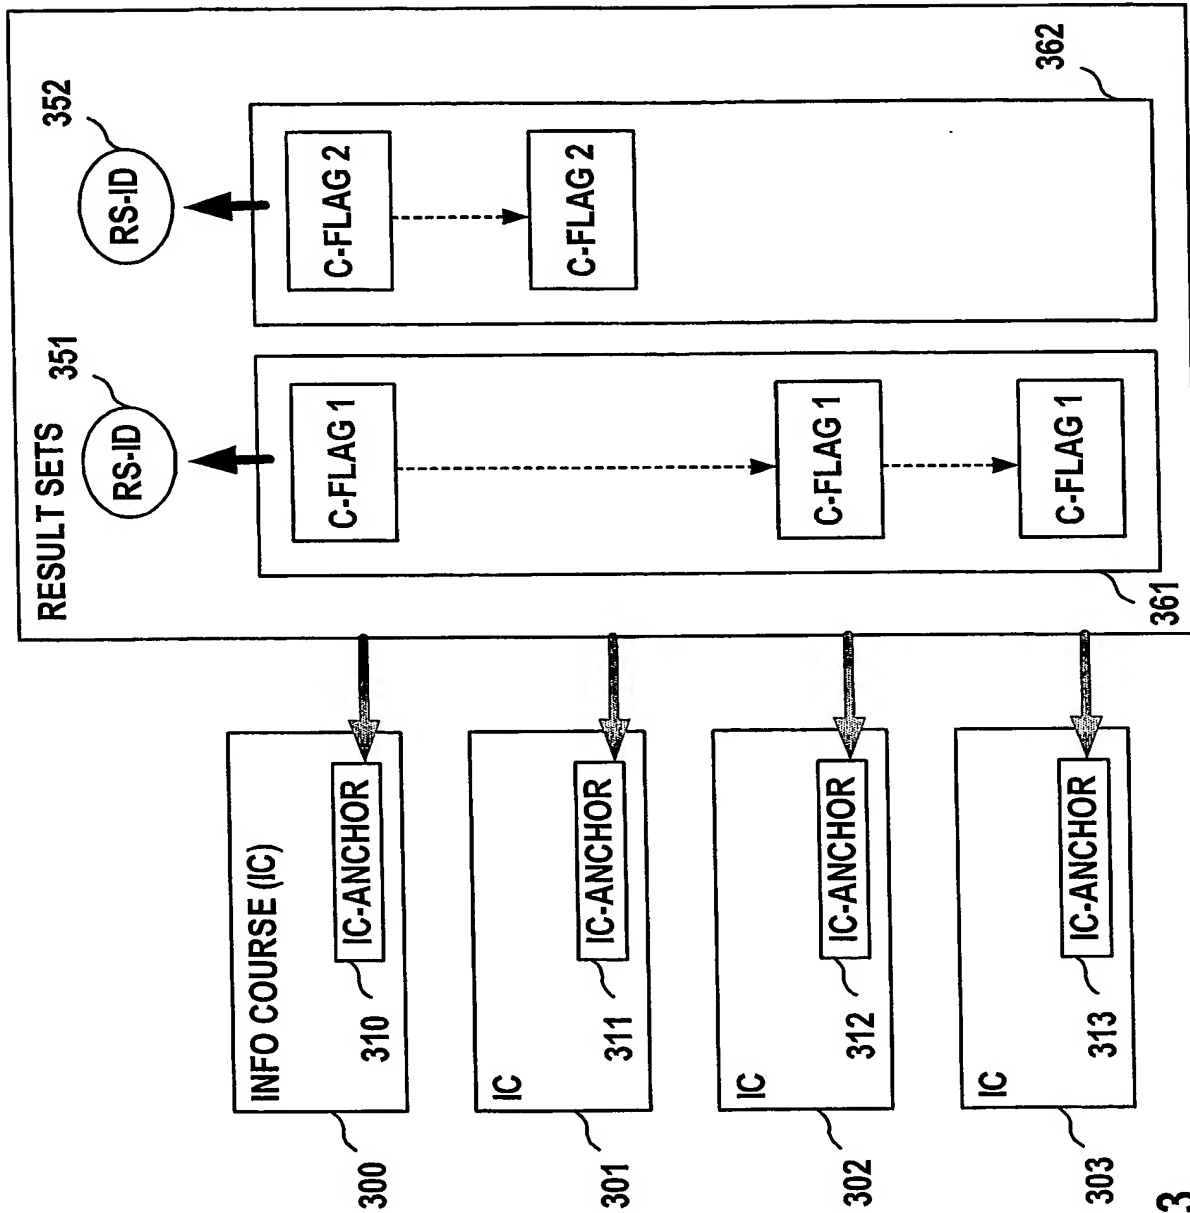 RESULT SETS
351
352
RS-ID
RS-ID
INFO COURSE (IC)
C-FLAG 1
C-FLAG 2
310
IC-ANCHOR
300
IC
C-FLAG 2
311
IC-ANCHOR
301
IC
C-FLAG 1
312
IC-ANCHOR
302
IC
C-FLAG 1
313
IC-ANCHOR
303
361
362
3